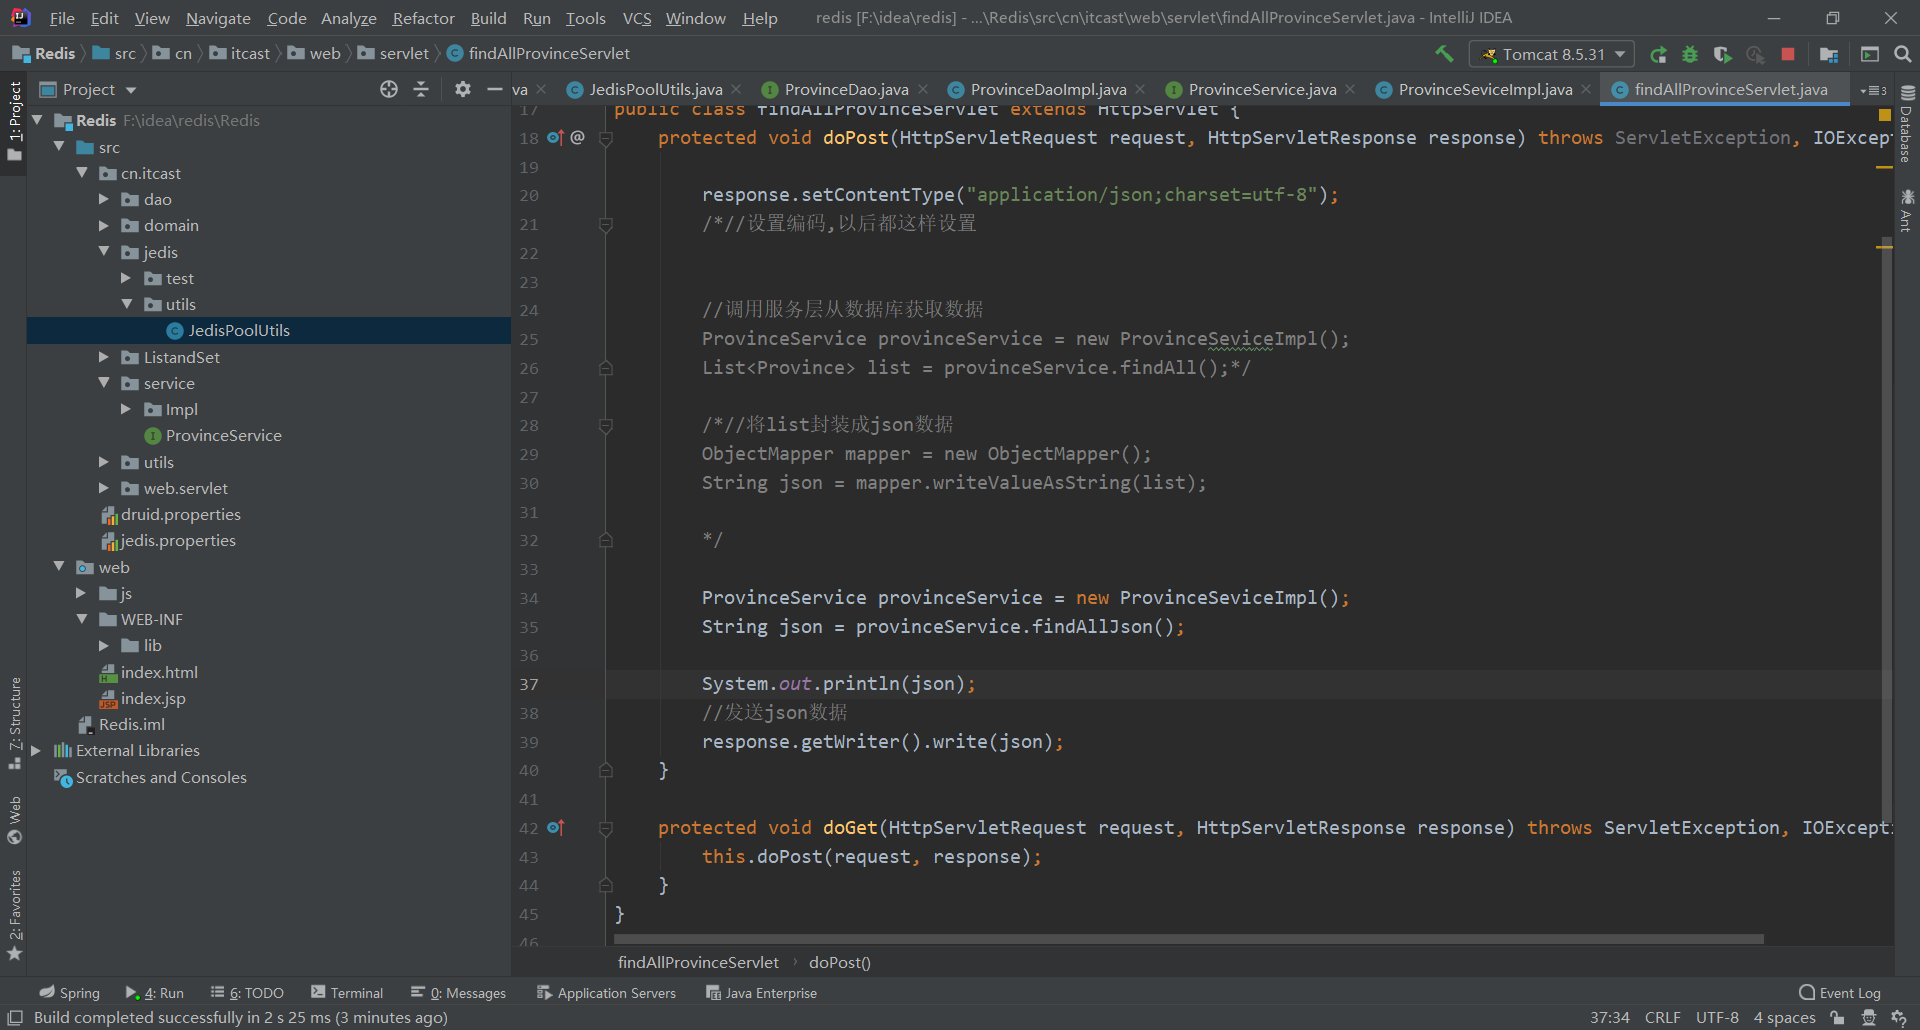 File Edit View Navigate Code Analyze Refactor Build Run Tools VCS Window Help redis [F:\idea\redis] - ...\Redis\src\cn\itcast\web\servlet\findAllProvinceServlet.java - IntelliJ IDEA
Redis src cn itcast web servlet findAllProvinceServlet Tomcat 8.5.31
Project va JedisPoolUtils.java ProvinceDao.java ProvinceDaoImpl.java ProvinceService.java ProvinceSeviceImpl.java findAllProvinceServlet.java 3
1: Project
7: Structure
Web
2: Favorites
Redis F:\idea\redis\Redis
src
cn.itcast
dao
domain
jedis
test
utils
JedisPoolUtils
ListandSet
service
Impl
ProvinceService
utils
web.servlet
druid.properties
jedis.properties
web
js
WEB-INF
lib
index.html
index.jsp
Redis.iml
External Libraries
Scratches and Consoles
17 public class findAllProvinceServlet extends HttpServlet {
18 @ protected void doPost(HttpServletRequest request, HttpServletResponse response) throws ServletException, IOExcept
19
20 response.setContentType("application/json;charset=utf-8");
21 /*//设置编码,以后都这样设置
22
23
24 //调用服务层从数据库获取数据
25 ProvinceService provinceService = new ProvinceSeviceImpl();
26 List<Province> list = provinceService.findAll();*/
27
28 /*//将list封装成json数据
29 ObjectMapper mapper = new ObjectMapper();
30 String json = mapper.writeValueAsString(list);
31
32 */
33
34 ProvinceService provinceService = new ProvinceSeviceImpl();
35 String json = provinceService.findAllJson();
36
37 System.out.println(json);
38 //发送json数据
39 response.getWriter().write(json);
40 }
41
42 protected void doGet(HttpServletRequest request, HttpServletResponse response) throws ServletException, IOExcepti
43 this.doPost(request, response);
44 }
45 }
46
Database
Ant
findAllProvinceServlet doPost()
Spring 4: Run 6: TODO Terminal 0: Messages Application Servers Java Enterprise Event Log
Build completed successfully in 2 s 25 ms (3 minutes ago) 37:34 CRLF UTF-8 4 spaces